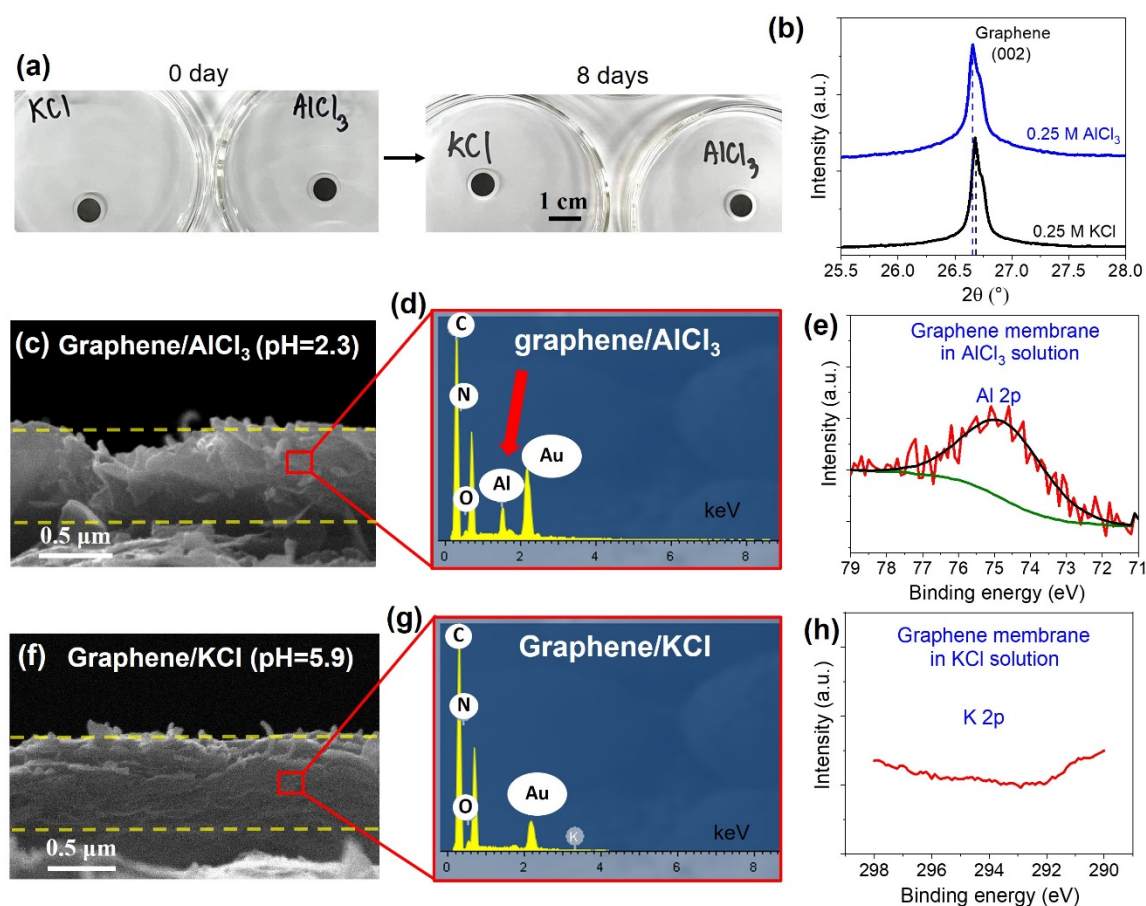 (a)
0 day
8 days
KCl
AlCl3
KCl
AlCl3
1 cm
(b)
Graphene
(002)
0.25 M AlCl₃
0.25 M KCl
Intensity (a.u.)
25.5 26.0 26.5 27.0 27.5 28.0
2θ (°)
(c) Graphene/AlCl₃ (pH=2.3)
0.5 µm
(d)
graphene/AlCl₃
C
N
O
Al
Au
keV
0 2 4 6 8
(e)
Graphene membrane
in AlCl₃ solution
Al 2p
Intensity (a.u.)
79 78 77 76 75 74 73 72 71
Binding energy (eV)
(f) Graphene/KCl (pH=5.9)
0.5 µm
(g)
Graphene/KCl
C
N
O
Au
K
keV
0 2 4 6 8
(h)
Graphene membrane
in KCl solution
K 2p
Intensity (a.u.)
298 296 294 292 290
Binding energy (eV)